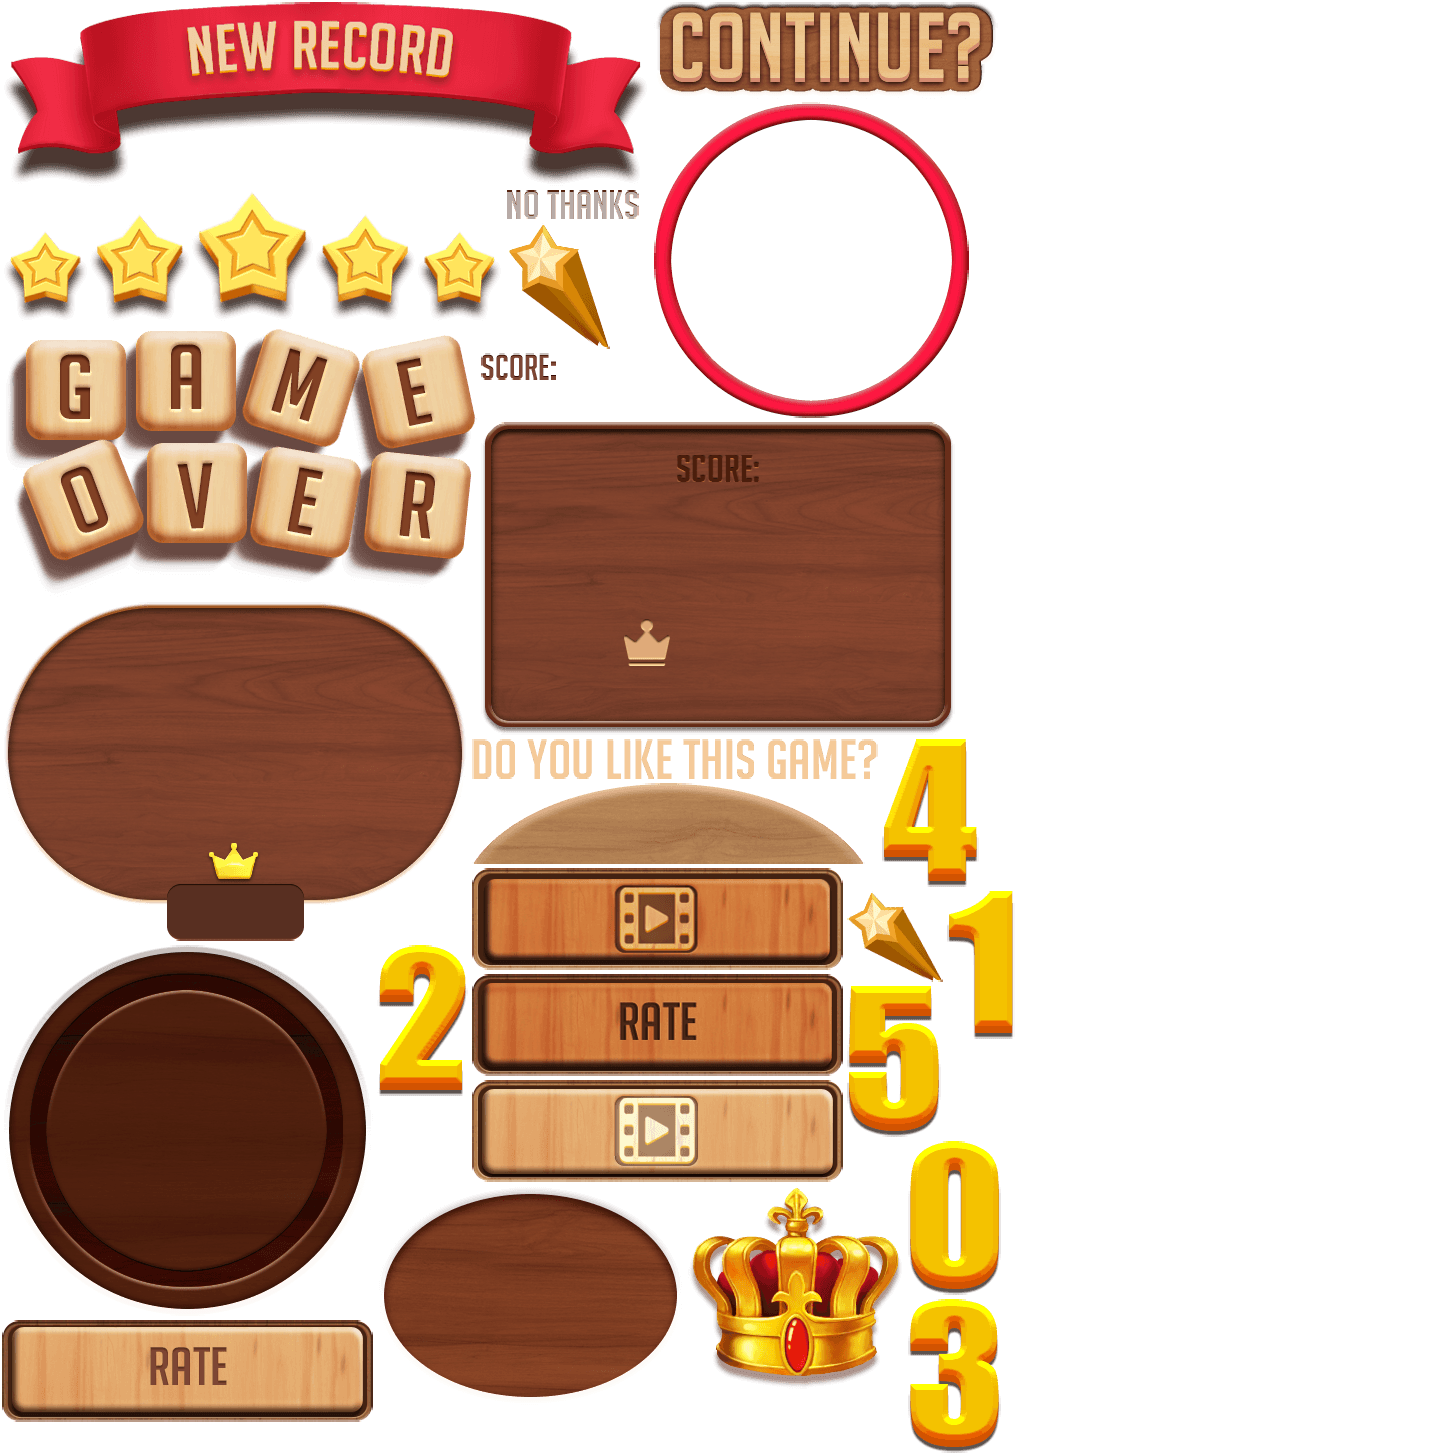 NEW RECORD
CONTINUE?
NO THANKS
GAME
OVER
SCORE:
SCORE:
DO YOU LIKE THIS GAME?
4
1
2
RATE
5
0
RATE
3